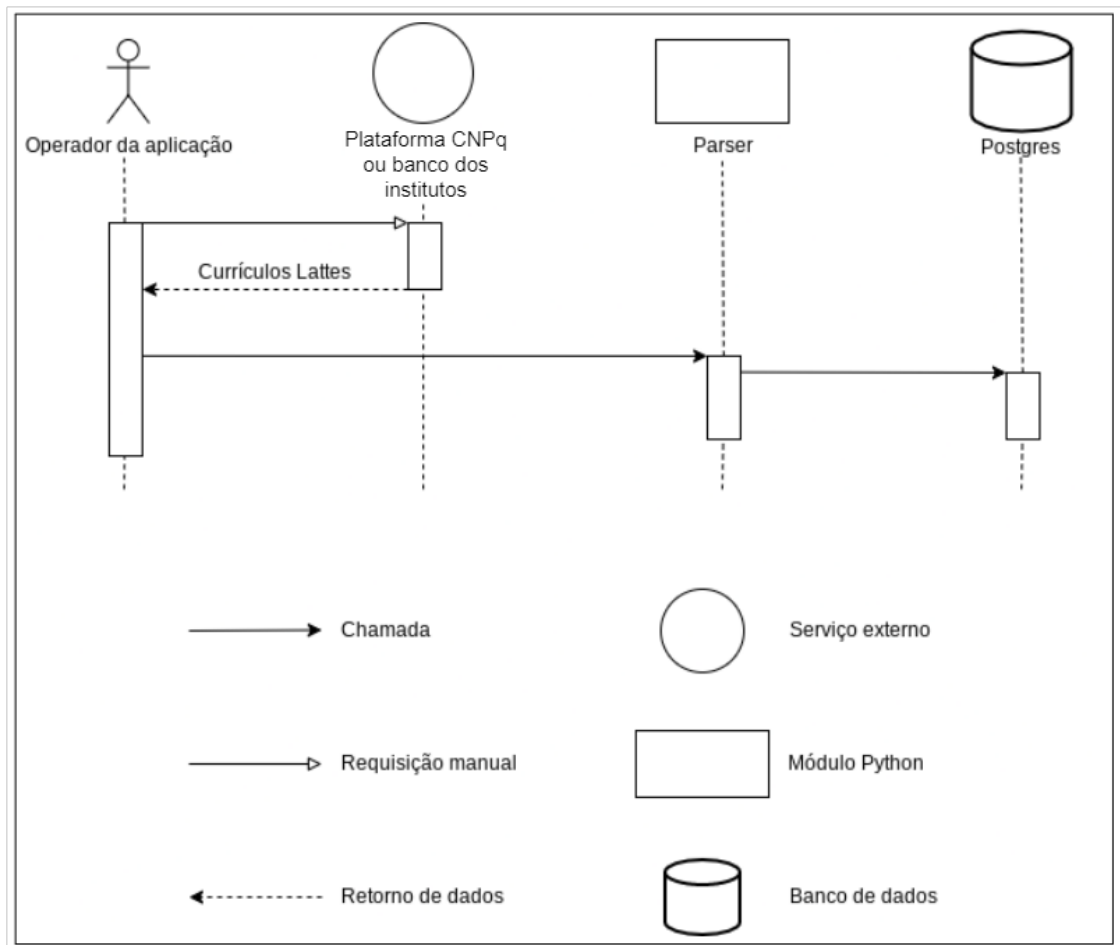 Operador da aplicação
Plataforma CNPq
ou banco dos
institutos
Parser
Postgres
Currículos Lattes
Chamada
Serviço externo
Requisição manual
Módulo Python
Retorno de dados
Banco de dados